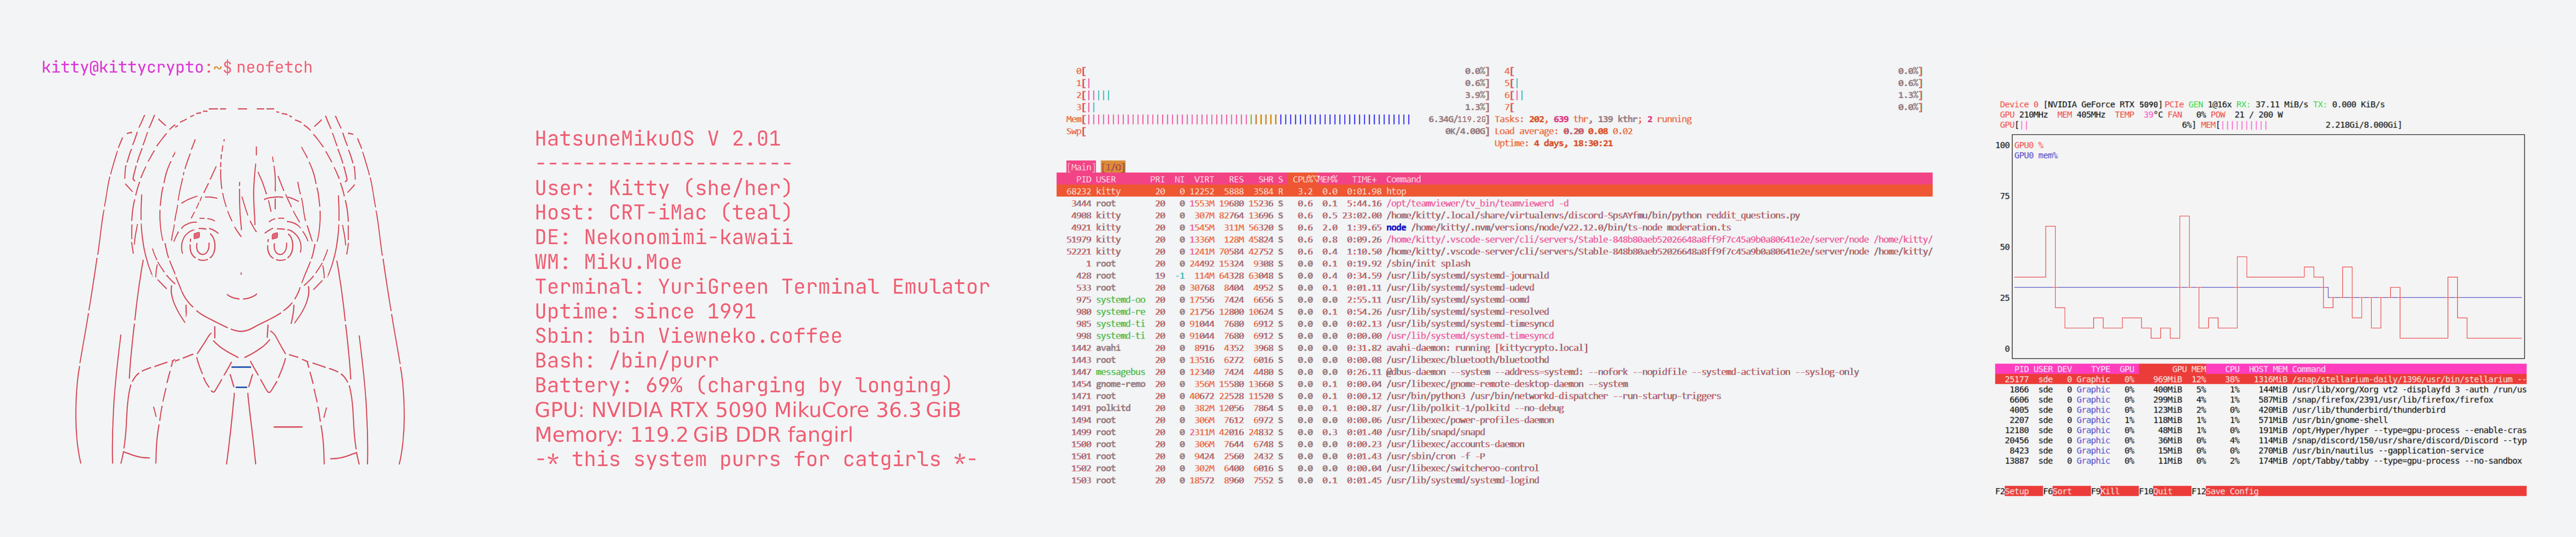 kitty@kittycrypto:~$ neofetch
HatsuneMikuOS V 2.01
---------------------
User: Kitty (she/her)
Host: CRT-iMac (teal)
DE: Nekonomimi-kawaii
WM: Miku.Moe
Terminal: YuriGreen Terminal Emulator
Uptime: since 1991
Sbin: bin Viewneko.coffee
Bash: /bin/purr
Battery: 69% (charging by longing)
GPU: NVIDIA RTX 5090 MikuCore 36.3 GiB
Memory: 119.2 GiB DDR fangirl
-* this system purrs for catgirls *-
0[ 0.0%] 4[ 0.0%]
1[| 0.6%] 5[| 0.6%]
2[||||| 3.9%] 6[|| 1.3%]
3[|| 1.3%] 7[ 0.0%]
Mem[ 6.34G/119.2G] Tasks: 202, 639 thr, 139 kthr; 2 running
Swp[ 0K/4.00G] Load average: 0.20 0.08 0.02
Uptime: 4 days, 18:30:21
[Main] [I/O]
PID USER PRI NI VIRT RES SHR S CPU%▽MEM% TIME+ Command
68232 kitty 20 0 12252 5888 3584 R 3.2 0.0 0:01.98 htop
3444 root 20 0 1553M 19680 15236 S 0.6 0.1 5:44.16 /opt/teamviewer/tv_bin/teamviewerd -d
4908 kitty 20 0 307M 82764 13696 S 0.6 0.5 23:02.00 /home/kitty/.local/share/virtualenvs/discord-SpsAYfmu/bin/python reddit_questions.py
4921 kitty 20 0 1545M 311M 56320 S 0.6 2.0 1:39.65 node /home/kitty/.nvm/versions/node/v22.12.0/bin/ts-node moderation.ts
51979 kitty 20 0 1336M 128M 45824 S 0.6 0.8 0:09.26 /home/kitty/.vscode-server/cli/servers/Stable-848b80aeb52026648a8ff9f7c45a9b0a80641e2e/server/node /home/kitty/
52221 kitty 20 0 1241M 70584 42752 S 0.6 0.4 1:10.50 /home/kitty/.vscode-server/cli/servers/Stable-848b80aeb52026648a8ff9f7c45a9b0a80641e2e/server/node /home/kitty/
1 root 20 0 24492 15324 9308 S 0.0 0.1 0:19.92 /sbin/init splash
428 root 19 -1 114M 64328 63048 S 0.0 0.4 0:34.59 /usr/lib/systemd/systemd-journald
533 root 20 0 30768 8404 4952 S 0.0 0.1 0:01.11 /usr/lib/systemd/systemd-udevd
975 systemd-oo 20 0 17556 7424 6656 S 0.0 0.0 2:55.11 /usr/lib/systemd/systemd-oomd
980 systemd-re 20 0 21756 12800 10624 S 0.0 0.1 0:54.26 /usr/lib/systemd/systemd-resolved
985 systemd-ti 20 0 91044 7680 6912 S 0.0 0.0 0:02.13 /usr/lib/systemd/systemd-timesyncd
998 systemd-ti 20 0 91044 7680 6912 S 0.0 0.0 0:00.00 /usr/lib/systemd/systemd-timesyncd
1442 avahi 20 0 8916 4352 3968 S 0.0 0.0 0:31.82 avahi-daemon: running [kittycrypto.local]
1443 root 20 0 13516 6272 6016 S 0.0 0.0 0:00.08 /usr/libexec/bluetooth/bluetoothd
1447 messagebus 20 0 12340 7424 4480 S 0.0 0.0 0:26.11 @dbus-daemon --system --address=systemd: --nofork --nopidfile --systemd-activation --syslog-only
1454 gnome-remo 20 0 356M 15580 13660 S 0.0 0.1 0:00.04 /usr/libexec/gnome-remote-desktop-daemon --system
1471 root 20 0 40672 22528 11520 S 0.0 0.1 0:00.12 /usr/bin/python3 /usr/bin/networkd-dispatcher --run-startup-triggers
1491 polkitd 20 0 382M 12056 7864 S 0.0 0.1 0:00.87 /usr/lib/polkit-1/polkitd --no-debug
1494 root 20 0 306M 7612 6972 S 0.0 0.0 0:00.06 /usr/libexec/power-profiles-daemon
1499 root 20 0 2311M 42016 24832 S 0.0 0.3 0:01.40 /usr/lib/snapd/snapd
1500 root 20 0 306M 7644 6748 S 0.0 0.0 0:00.23 /usr/libexec/accounts-daemon
1501 root 20 0 9424 2560 2432 S 0.0 0.0 0:01.43 /usr/sbin/cron -f -P
1502 root 20 0 302M 6400 6016 S 0.0 0.0 0:00.04 /usr/libexec/switcheroo-control
1503 root 20 0 18572 8960 7552 S 0.0 0.1 0:01.45 /usr/lib/systemd/systemd-logind
Device 0 [NVIDIA GeForce RTX 5090] PCIe GEN 1@16x RX: 37.11 MiB/s TX: 0.000 KiB/s
GPU 210MHz MEM 405MHz TEMP 39°C FAN 0% POW 21 / 200 W
GPU[|| 6%] MEM[|||||||||| 2.218Gi/8.000Gi]
100
GPU0 %
GPU0 mem%
75
50
25
0
PID USER DEV TYPE GPU GPU MEM CPU HOST MEM Command
25177 sde 0 Graphic 0% 969MiB 12% 38% 1316MiB /snap/stellarium-daily/1396/usr/bin/stellarium --
1866 sde 0 Graphic 0% 400MiB 5% 1% 144MiB /usr/lib/xorg/Xorg vt2 -displayfd 3 -auth /run/us
6606 sde 0 Graphic 0% 299MiB 4% 1% 587MiB /snap/firefox/2391/usr/lib/firefox/firefox
4005 sde 0 Graphic 0% 123MiB 2% 0% 420MiB /usr/lib/thunderbird/thunderbird
2207 sde 0 Graphic 1% 118MiB 1% 1% 571MiB /usr/bin/gnome-shell
12180 sde 0 Graphic 0% 48MiB 1% 0% 191MiB /opt/Hyper/hyper --type=gpu-process --enable-cras
20456 sde 0 Graphic 0% 36MiB 0% 4% 114MiB /snap/discord/150/usr/share/discord/Discord --typ
8423 sde 0 Graphic 0% 15MiB 0% 0% 270MiB /usr/bin/nautilus --gapplication-service
13887 sde 0 Graphic 0% 11MiB 0% 2% 174MiB /opt/Tabby/tabby --type=gpu-process --no-sandbox
F2Setup F6Sort F9Kill F10Quit F12Save Config